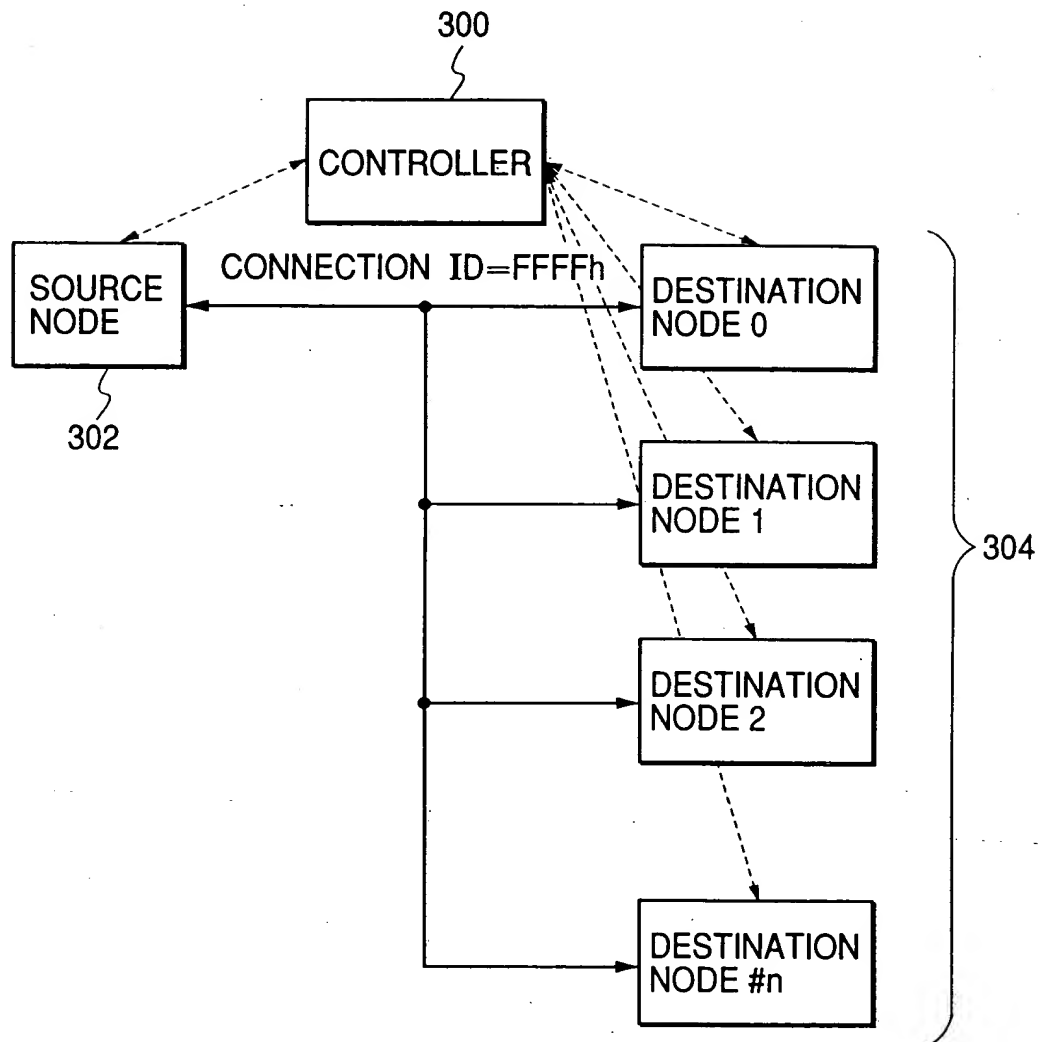 300
CONTROLLER
CONNECTION ID=FFFFh
SOURCE
NODE
302
DESTINATION
NODE 0
DESTINATION
NODE 1
304
DESTINATION
NODE 2
DESTINATION
NODE #n